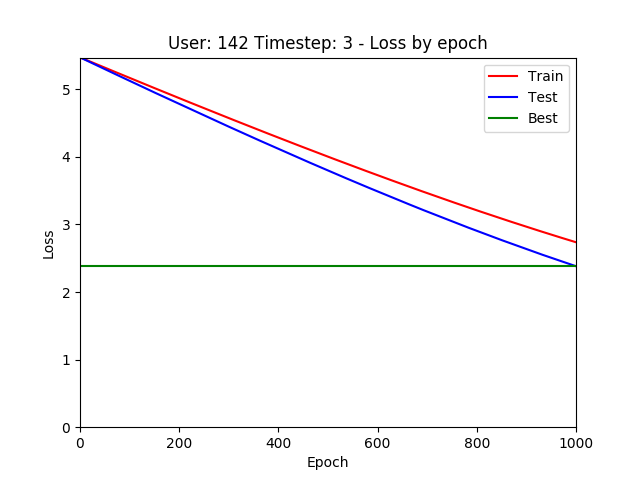 User: 142 Timestep: 3 - Loss by epoch
Train
Test
Best
Loss
5
4
3
2
1
0
0 200 400 600 800 1000
Epoch